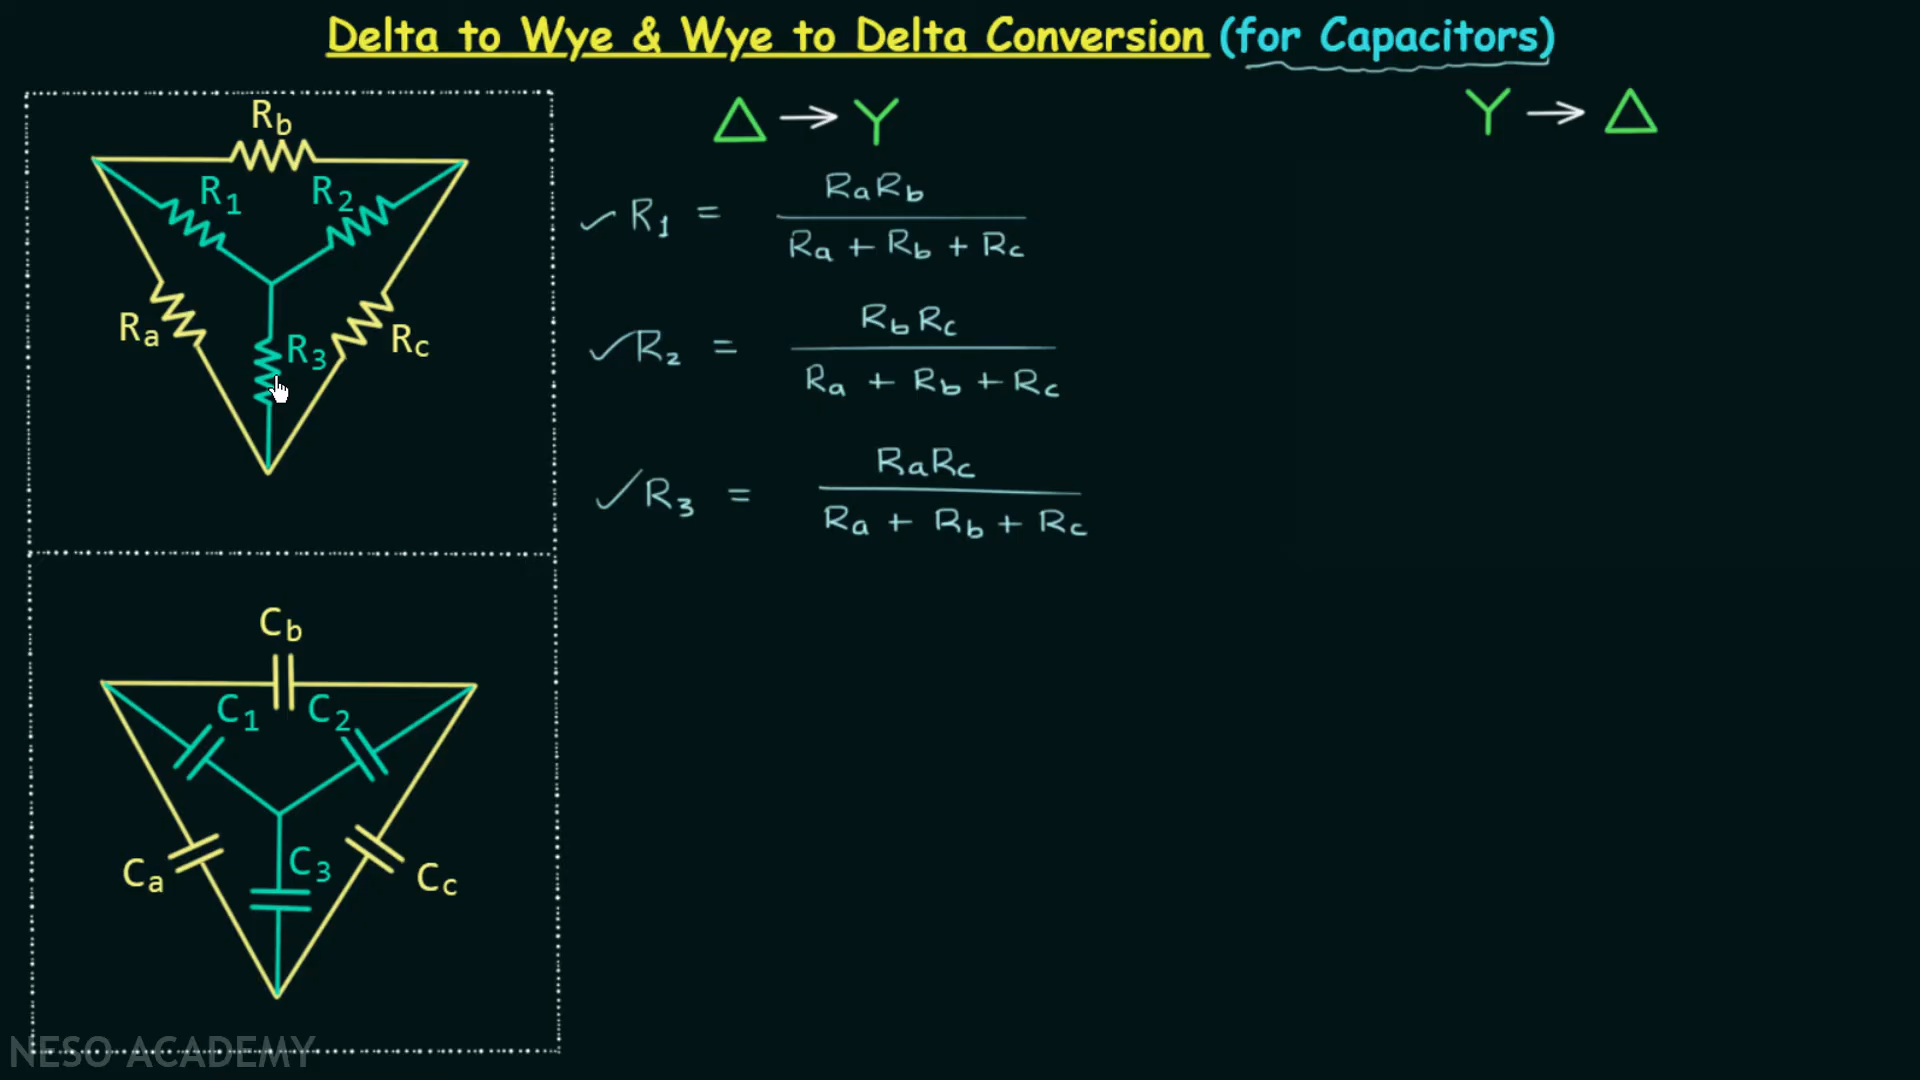 Delta to Wye & Wye to Delta Conversion (for Capacitors)
Δ → Y
Y → Δ
Rb
R1 R2
Ra
R3
Rc
✓ R1 = RaRb
Ra + Rb + Rc
✓ R2 = RbRc
Ra + Rb + Rc
✓ R3 = RaRc
Ra + Rb + Rc
Cb
C1 C2
Ca
C3
Cc
NESO ACADEMY